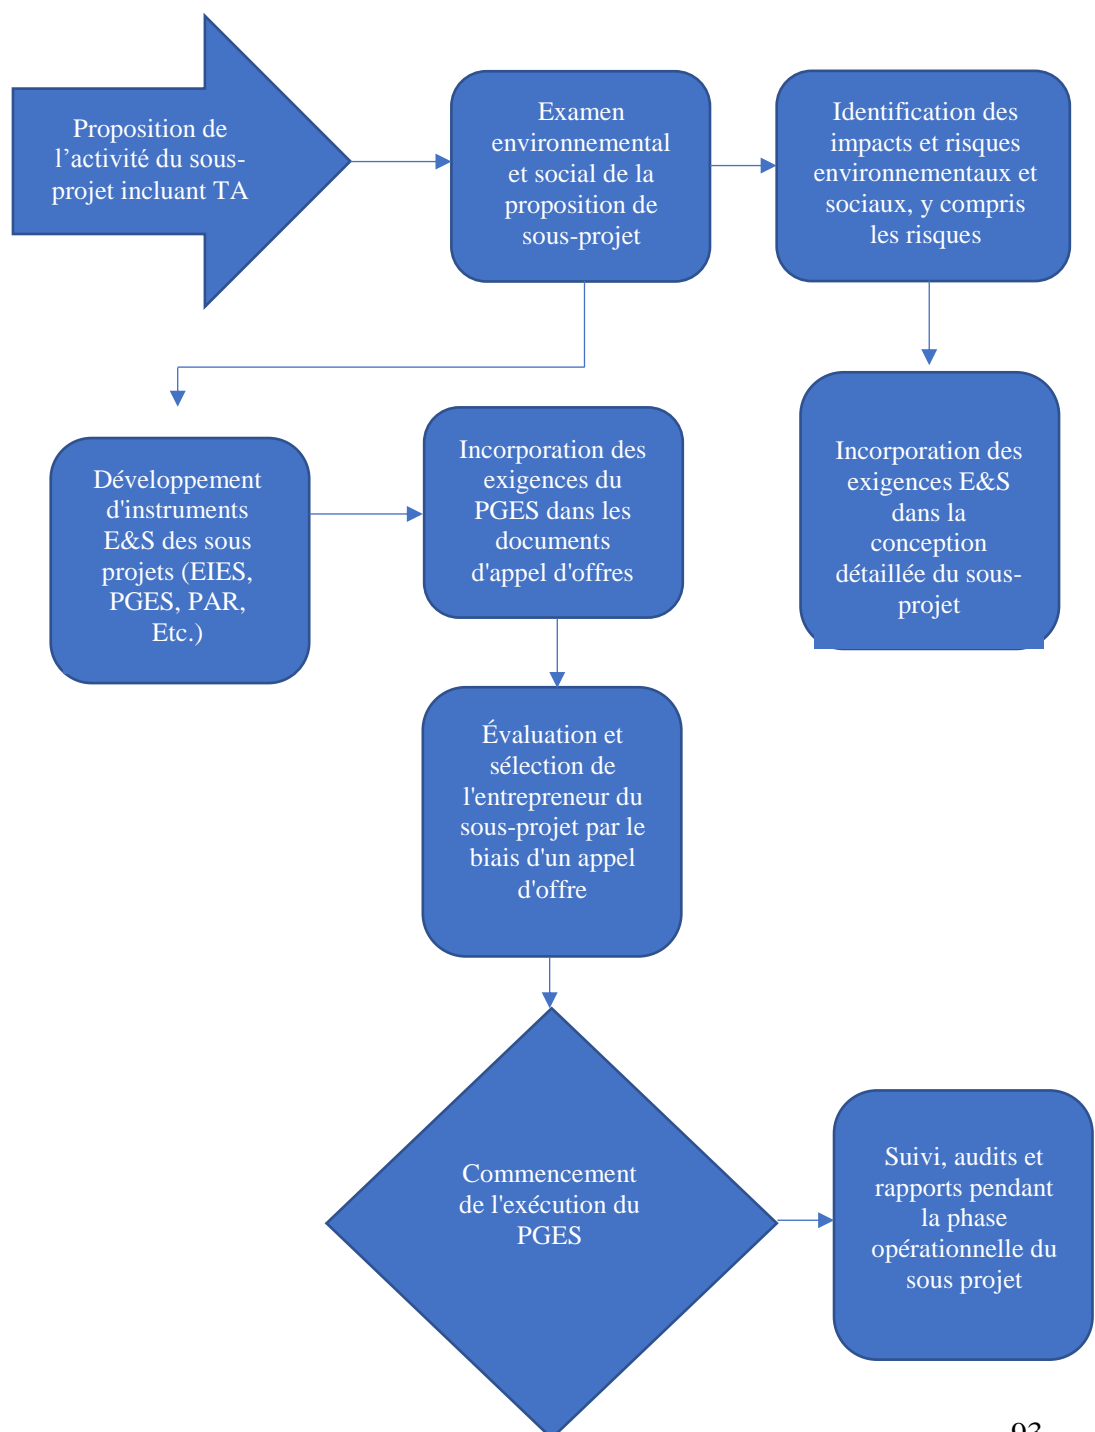 Proposition de
l’activité du sous-
projet incluant TA
Examen
environnemental
et social de la
proposition de
sous-projet
Identification des
impacts et risques
environnementaux et
sociaux, y compris
les risques
Développement
d'instruments
E&S des sous
projets (EIES,
PGES, PAR,
Etc.)
Incorporation des
exigences du
PGES dans les
documents
d'appel d'offres
Incorporation des
exigences E&S
dans la
conception
détaillée du sous-
projet
Évaluation et
sélection de
l'entrepreneur du
sous-projet par le
biais d'un appel
d'offre
Commencement
de l'exécution du
PGES
Suivi, audits et
rapports pendant
la phase
opérationnelle du
sous projet
93